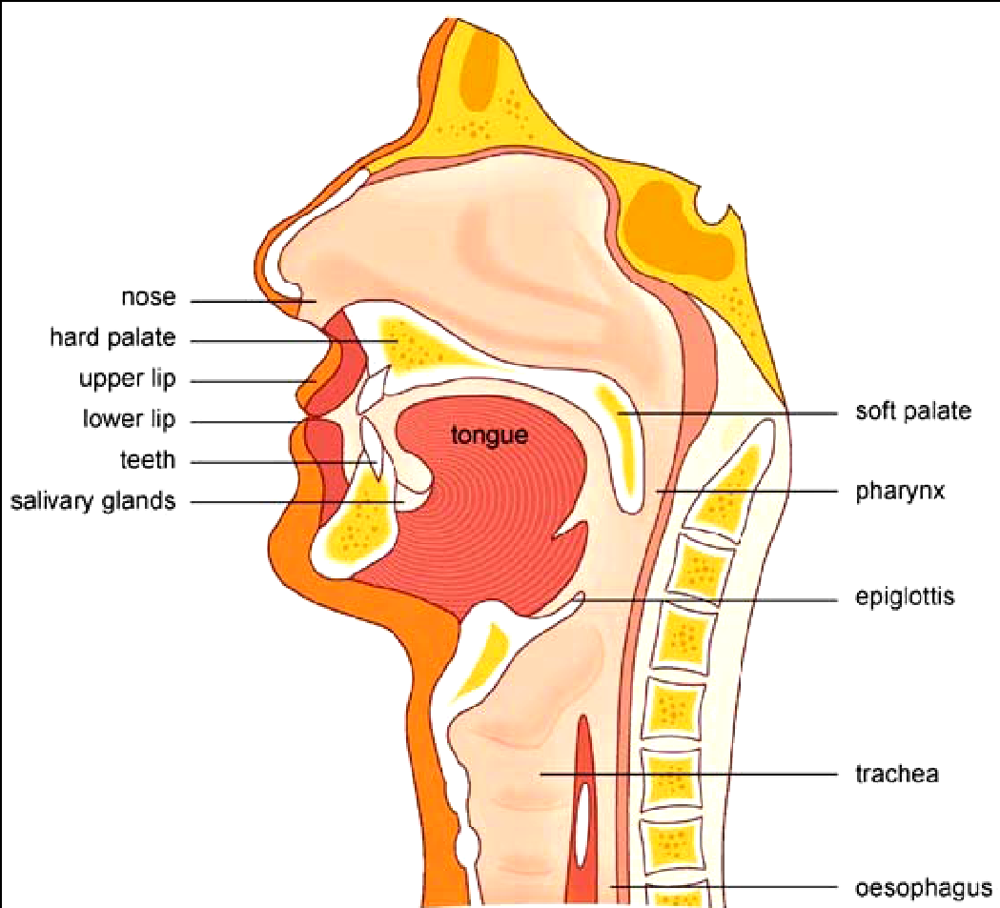 nose
hard palate
upper lip
lower lip
teeth
salivary glands
tongue
soft palate
pharynx
epiglottis
trachea
oesophagus